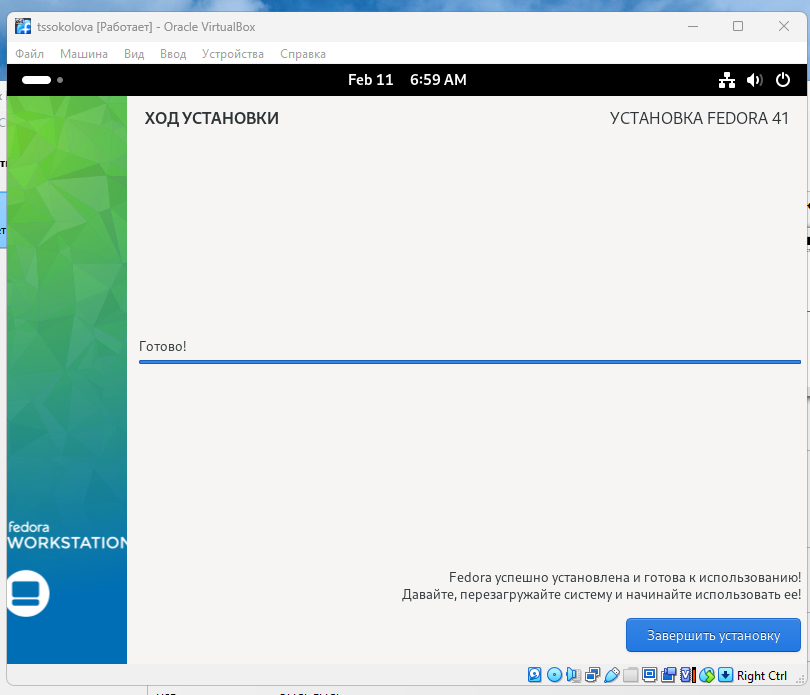 tssokolova [Работает] - Oracle VirtualBox
Файл Машина Вид Ввод Устройства Справка
Feb 11 6:59 AM
ХОД УСТАНОВКИ
УСТАНОВКА FEDORA 41
Готово!
fedora
WORKSTATION
Fedora успешно установлена и готова к использованию!
Давайте, перезагружайте систему и начинайте использовать ее!
Завершить установку
Right Ctrl